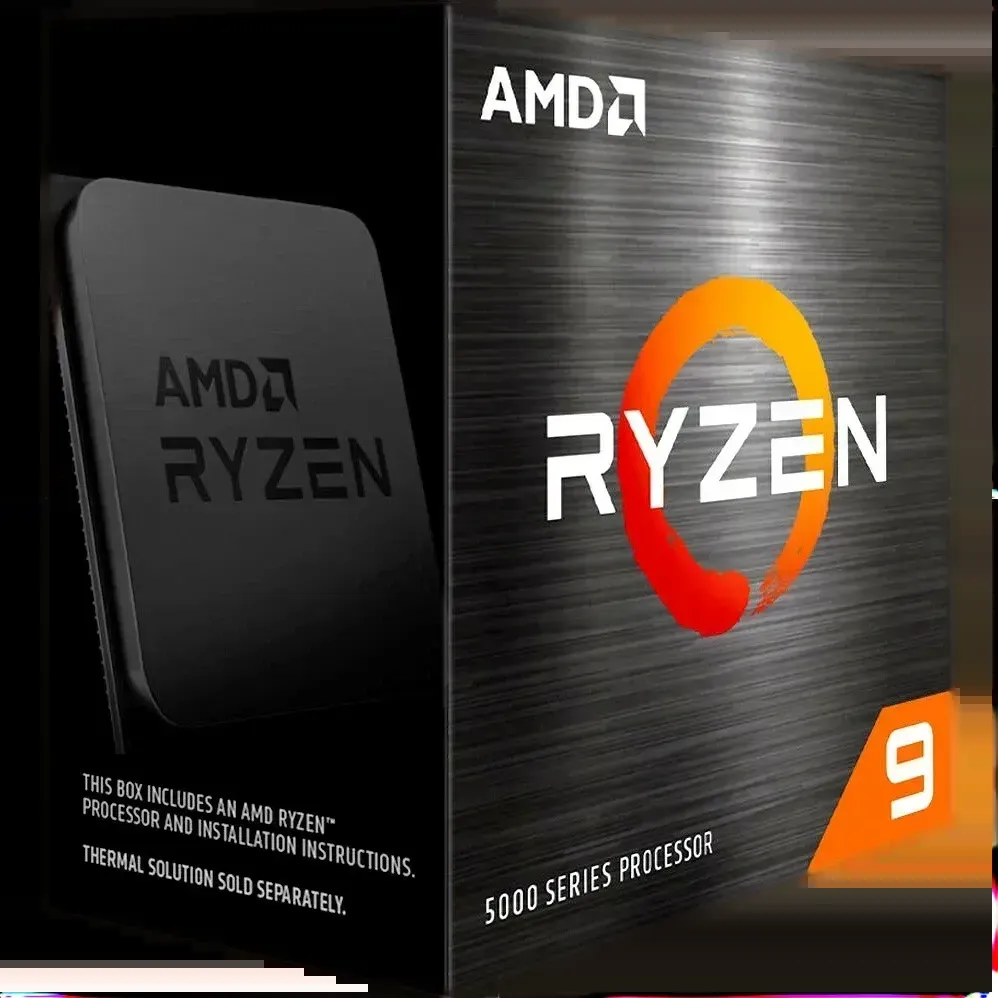 AMD
RYZEN
THIS BOX INCLUDES AN AMD RYZEN™
PROCESSOR AND INSTALLATION INSTRUCTIONS.
THERMAL SOLUTION SOLD SEPARATELY.
AMD
RYZEN
9
5000 SERIES PROCESSOR